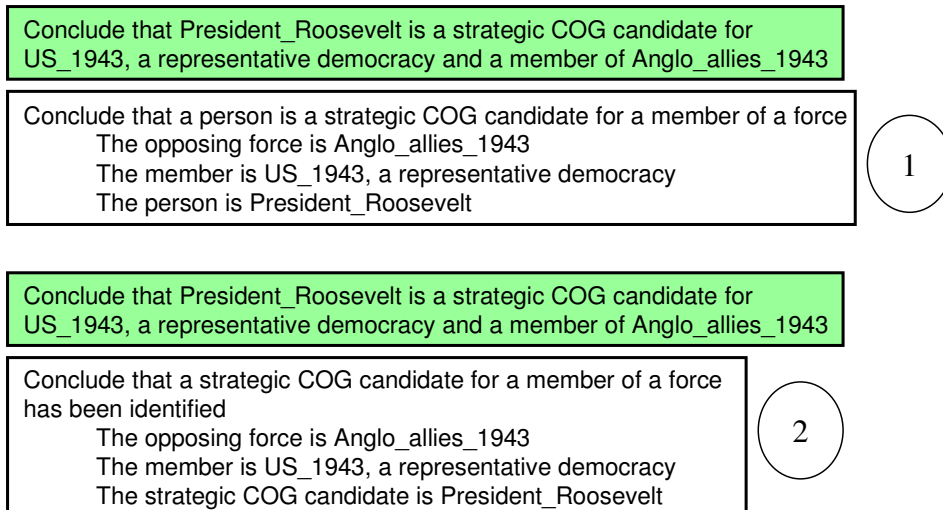 Conclude that President_Roosevelt is a strategic COG candidate for
US_1943, a representative democracy and a member of Anglo_allies_1943
Conclude that a person is a strategic COG candidate for a member of a force
The opposing force is Anglo_allies_1943
The member is US_1943, a representative democracy
The person is President_Roosevelt
1
Conclude that President_Roosevelt is a strategic COG candidate for
US_1943, a representative democracy and a member of Anglo_allies_1943
Conclude that a strategic COG candidate for a member of a force
has been identified
The opposing force is Anglo_allies_1943
The member is US_1943, a representative democracy
The strategic COG candidate is President_Roosevelt
2